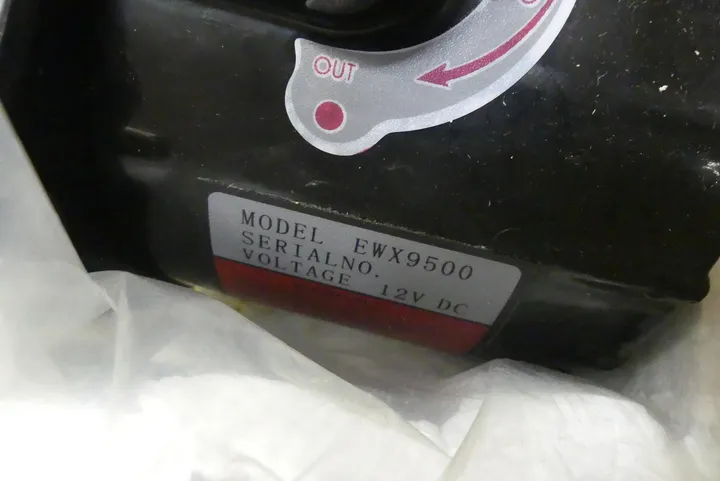 OUT
MODEL EWX9500
SERIALNO.
VOLTAGE 12V DC